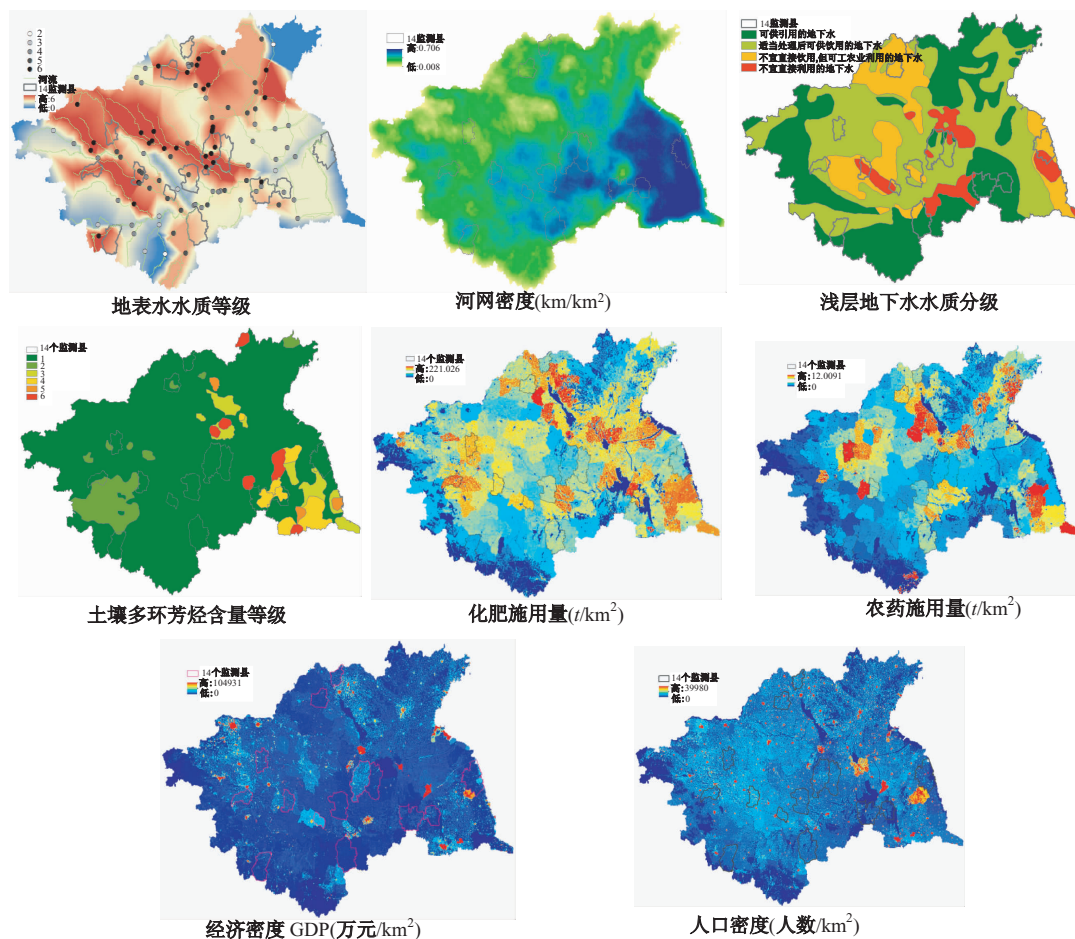 2
3
4
5
6
河流
14监测县
高:6
低:0
地表水水质等级
14监测县
高:0.706
低:0.008
河网密度(km/km²)
14监测县
可供引用的地下水
适当处理后可供饮用的地下水
不宜直接饮用,但可工农业利用的地下水
不宜直接利用的地下水
浅层地下水水质分级
14个监测县
1
2
3
4
5
6
土壤多环芳烃含量等级
14个监测县
高:221.026
低:0
化肥施用量(t/km²)
14个监测县
高:12.0091
低:0
农药施用量(t/km²)
14个监测县
高:104931
低:0
经济密度 GDP(万元/km²)
14个监测县
高:39980
低:0
人口密度(人数/km²)